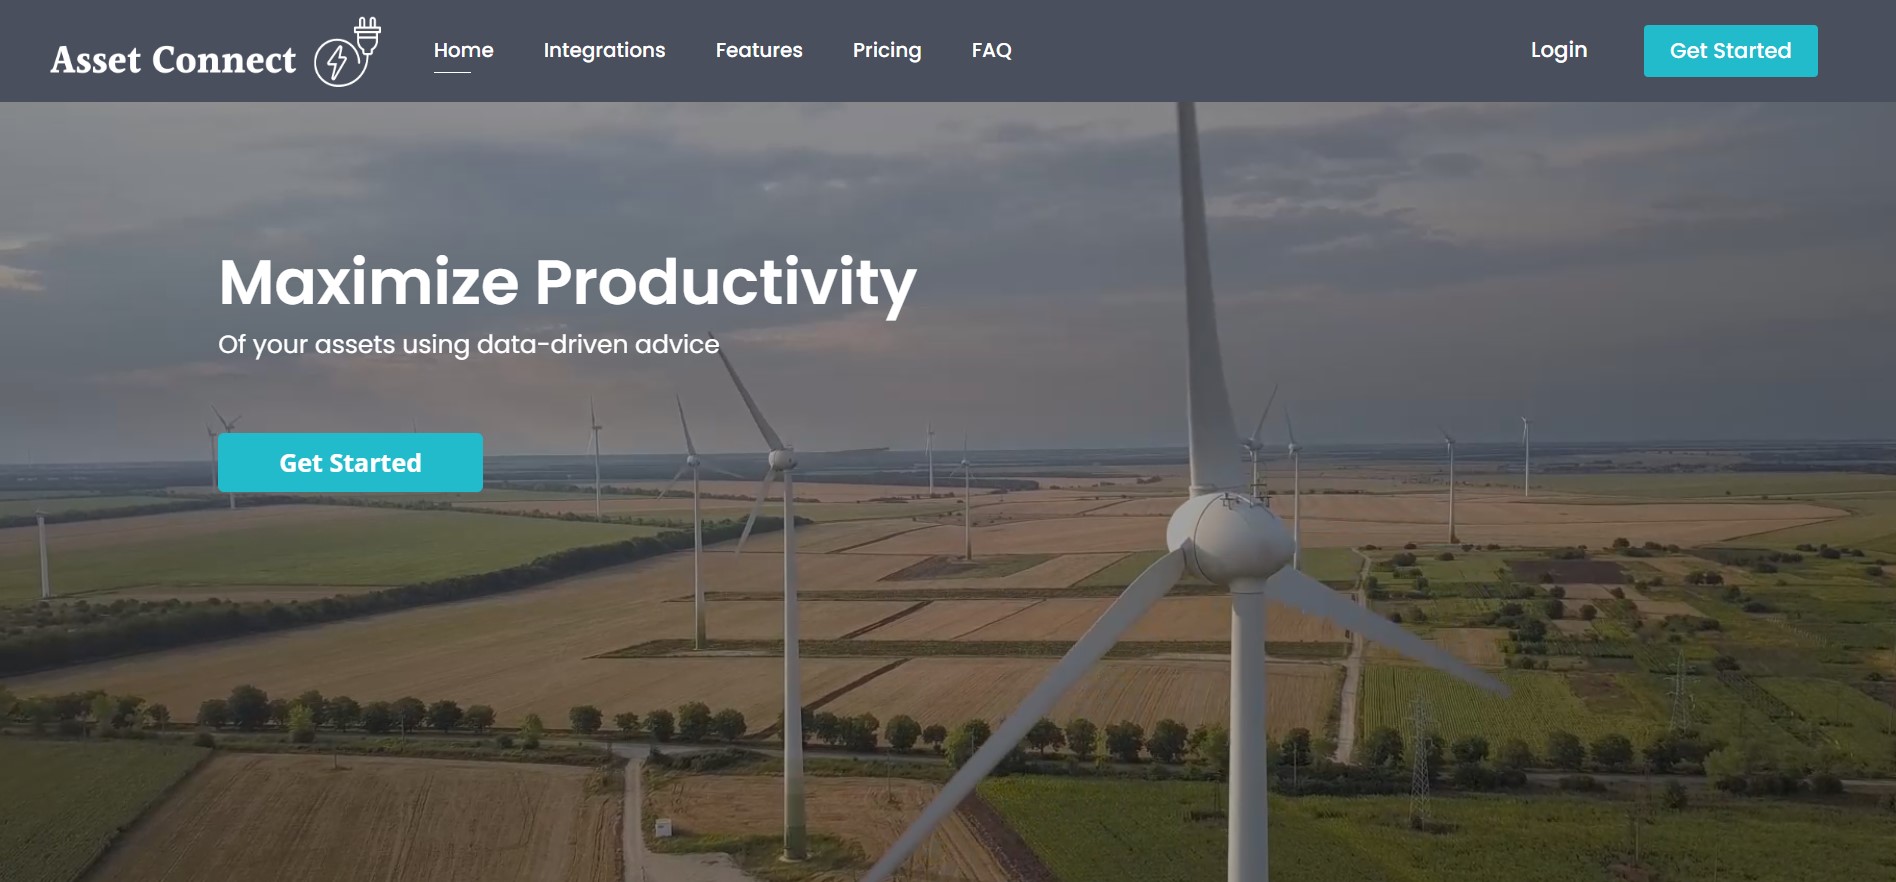 Asset Connect
Home
Integrations
Features
Pricing
FAQ
Login
Get Started
Maximize Productivity
Of your assets using data-driven advice
Get Started